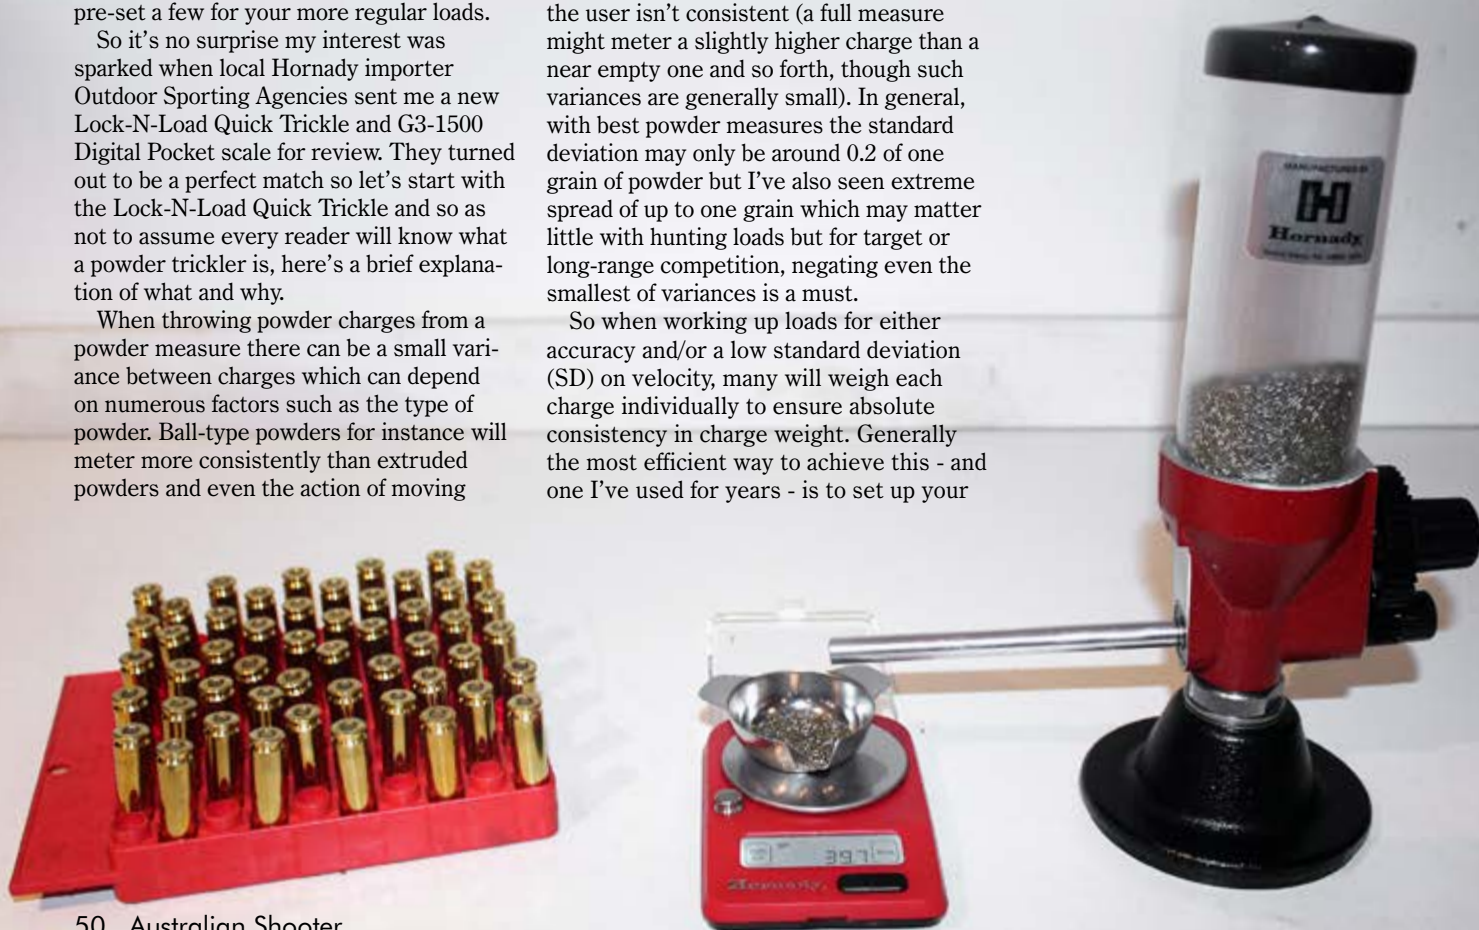 pre-set a few for your more regular loads.
So it's no surprise my interest was
sparked when local Hornady importer
Outdoor Sporting Agencies sent me a new
Lock-N-Load Quick Trickle and G3-1500
Digital Pocket scale for review. They turned
out to be a perfect match so let's start with
the Lock-N-Load Quick Trickle and so as
not to assume every reader will know what
a powder trickler is, here's a brief explana-
tion of what and why.
When throwing powder charges from a
powder measure there can be a small vari-
ance between charges which can depend
on numerous factors such as the type of
powder. Ball-type powders for instance will
meter more consistently than extruded
powders and even the action of moving
the user isn't consistent (a full measure
might meter a slightly higher charge than a
near empty one and so forth, though such
variances are generally small). In general,
with best powder measures the standard
deviation may only be around 0.2 of one
grain of powder but I've also seen extreme
spread of up to one grain which may matter
little with hunting loads but for target or
long-range competition, negating even the
smallest of variances is a must.
So when working up loads for either
accuracy and/or a low standard deviation
(SD) on velocity, many will weigh each
charge individually to ensure absolute
consistency in charge weight. Generally
the most efficient way to achieve this - and
one I've used for years - is to set up your
MANUFACTURED BY
H
Hornady
39.7
Hornady
50 Australian Shooter